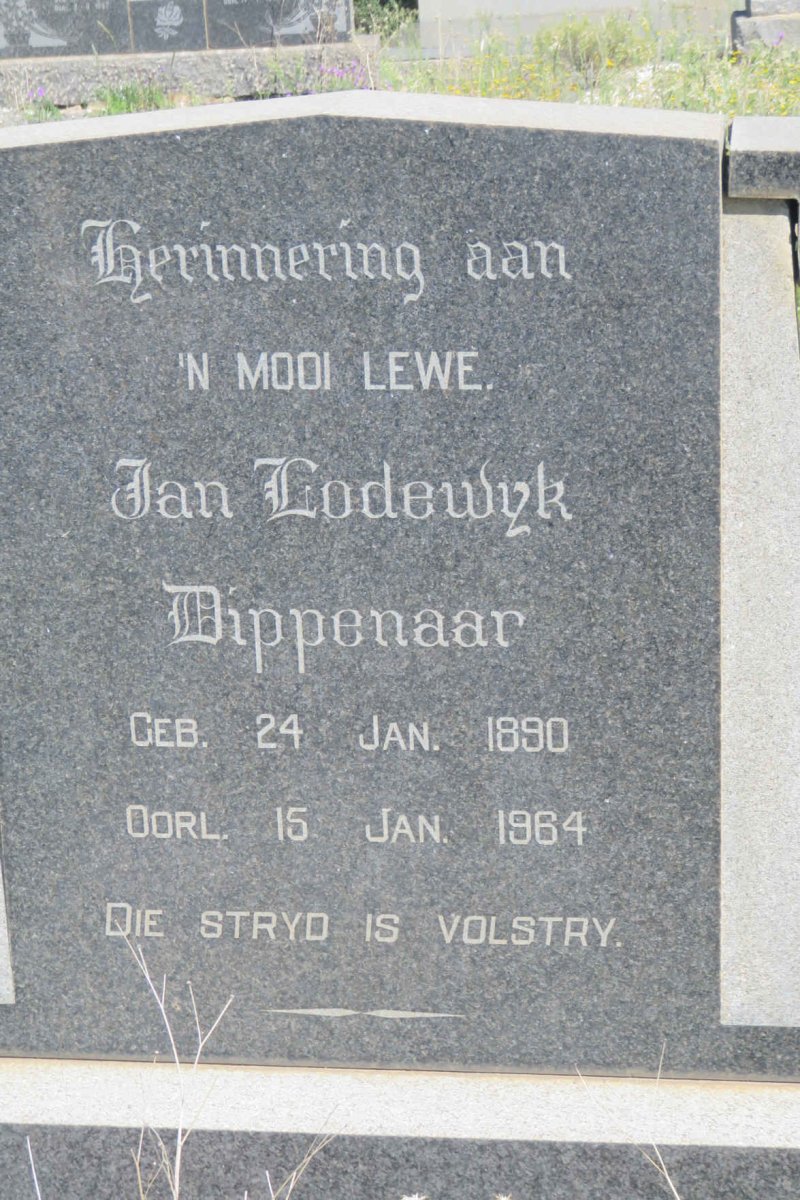 Herinnering aan
'N MOOI LEWE.
Jan Lodewyk
Dippenaar
GEB. 24 JAN. 1890
OORL. 15 JAN. 1964
DIE STRYD IS VOLSTRY.